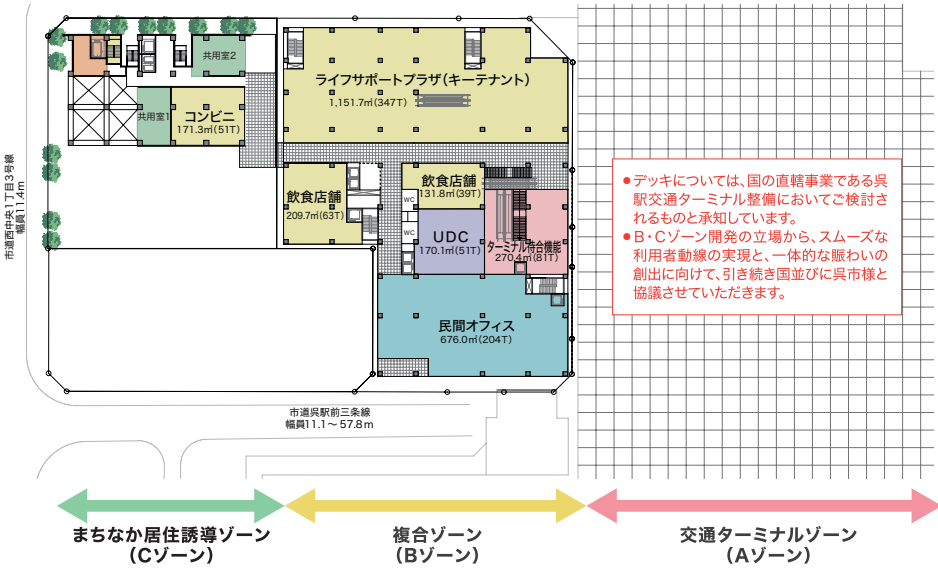 共用室2
ライフサポートプラザ（キーテナント）
1,151.7㎡(347T)
共用室1
コンビニ
171.3㎡(51T)
飲食店舗
209.7㎡(63T)
飲食店舗
131.8㎡(39T)
WC
WC
UDC
170.1㎡(51T)
ターミナル待合機能
270.4㎡(81T)
民間オフィス
676.0㎡(204T)
市道西中央1丁目3号線
幅員11.4m
市道呉駅前三条線
幅員11.1～57.8m
●デッキについては、国の直轄事業である呉
駅交通ターミナル整備においてご検討さ
れるものと承知しています。
●B・Cゾーン開発の立場から、スムーズな
利用者動線の実現と、一体的な賑わいの
創出に向けて、引き続き国並びに呉市様と
協議させていただきます。
まちなか居住誘導ゾーン
（Cゾーン）
複合ゾーン
（Bゾーン）
交通ターミナルゾーン
（Aゾーン）